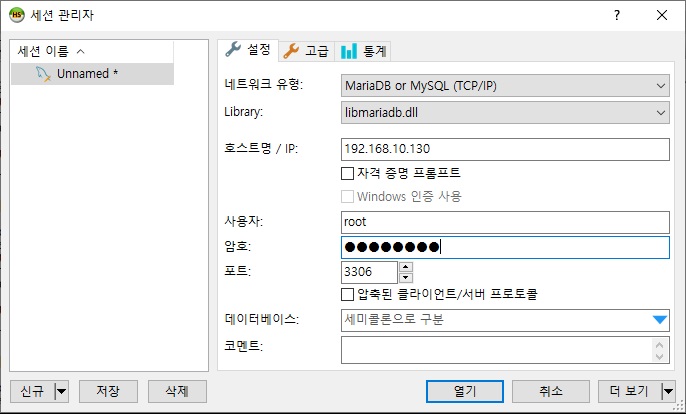 HS 세션 관리자
세션 이름
Unnamed *
설정 고급 통계
네트워크 유형: MariaDB or MySQL (TCP/IP)
Library: libmariadb.dll
호스트명 / IP: 192.168.10.130
자격 증명 프롬프트
Windows 인증 사용
사용자: root
암호: ●●●●●●●●
포트: 3306
압축된 클라이언트/서버 프로토콜
데이터베이스: 세미콜론으로 구분
코멘트:
신규 저장 삭제 열기 취소 더 보기